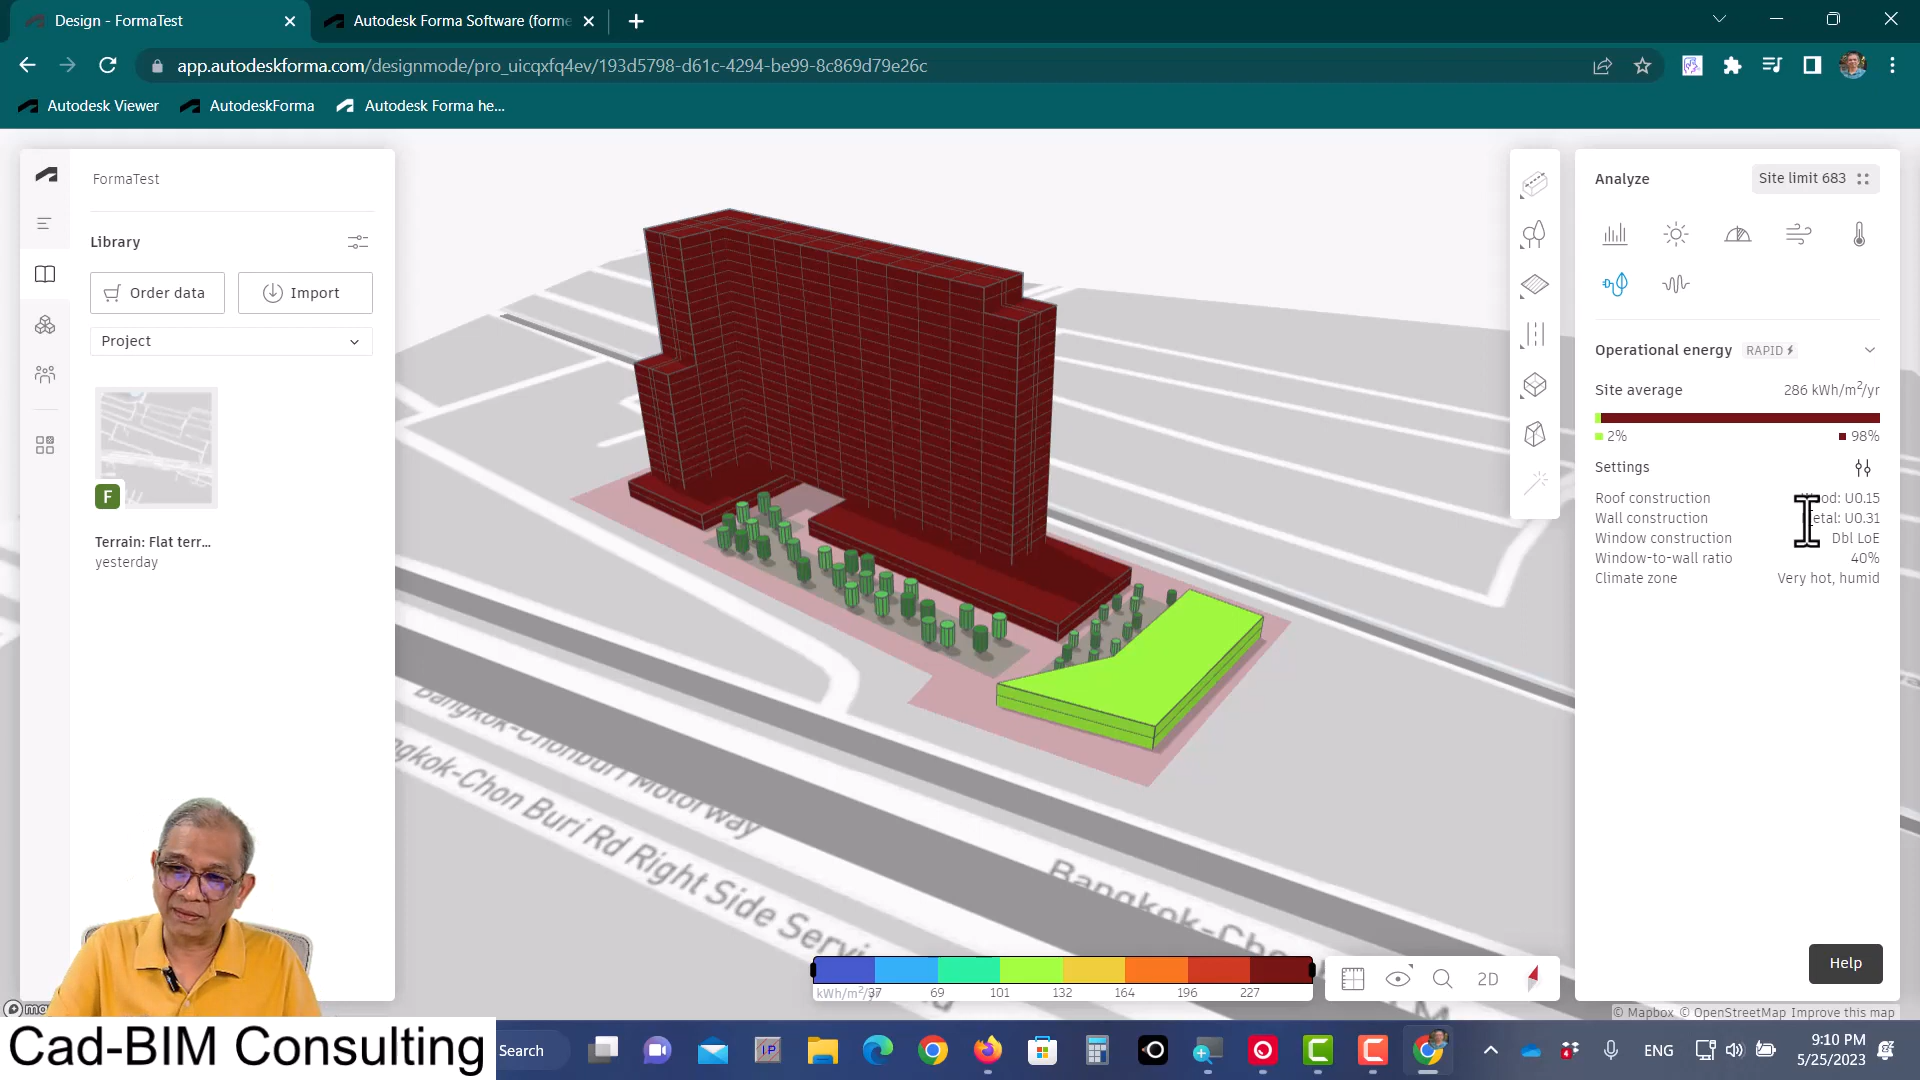 Design - FormaTest
Autodesk Forma Software (forme
app.autodeskforma.com/designmode/pro_uicqxfq4ev/193d5798-d61c-4294-be99-8c869d79e26c
Autodesk Viewer
AutodeskForma
Autodesk Forma he...
FormaTest
Library
Order data
Import
Project
F
Terrain: Flat terr...
yesterday
Analyze
Site limit 683
Operational energy RAPID
Site average 286 kWh/m²/yr
2% 98%
Settings
Roof construction U0.15
Wall construction U0.31
Window construction Dbl LoE
Window-to-wall ratio 40%
Climate zone Very hot, humid
Bangkok-Chonburi Motorway
gkok-Chon Buri Rd Right Side Servi
Bangkok-Cho
kWh/m²/ 37 69 101 132 164 196 227
2D
Help
© Mapbox © OpenStreetMap Improve this map
Cad-BIM Consulting
Search
IP
4
ENG
9:10 PM
5/25/2023